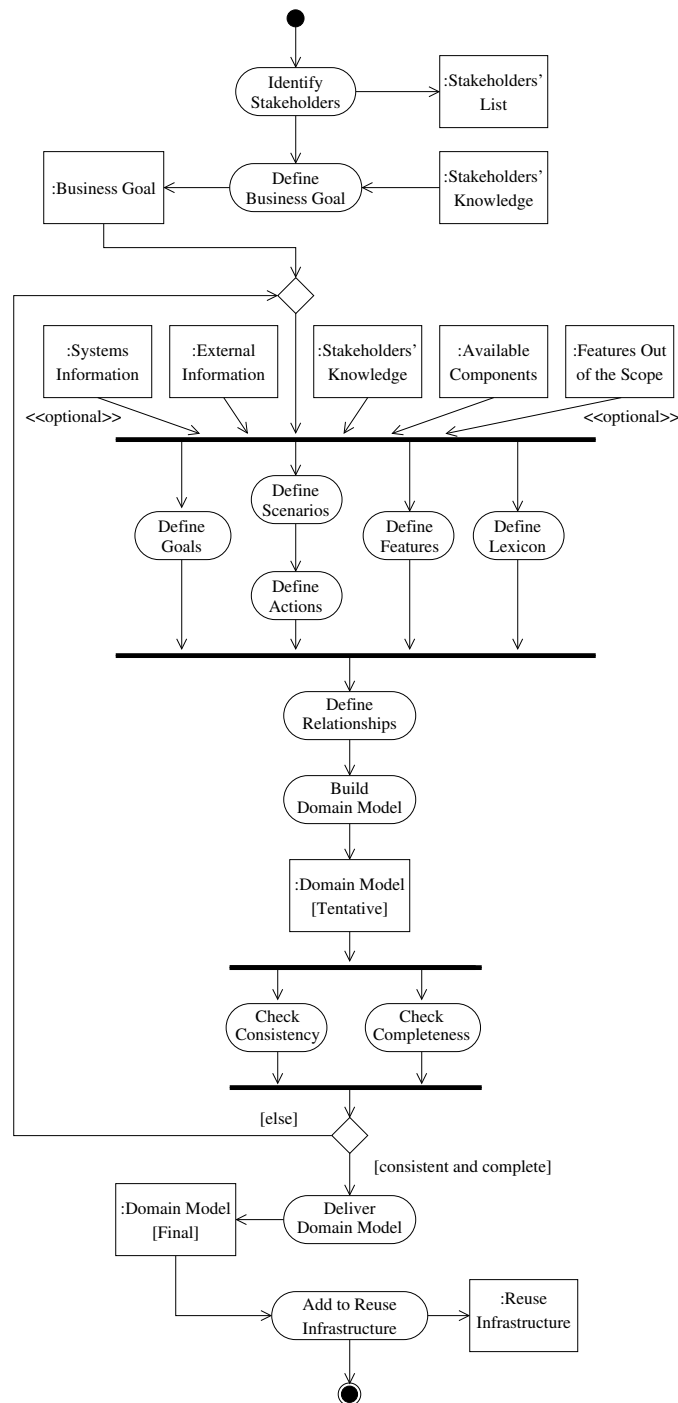 Identify
Stakeholders
:Stakeholders'
List
:Business Goal
Define
Business Goal
:Stakeholders'
Knowledge
:Systems
Information
:External
Information
:Stakeholders'
Knowledge
:Available
Components
:Features Out
of the Scope
<<optional>>
<<optional>>
Define
Goals
Define
Scenarios
Define
Actions
Define
Features
Define
Lexicon
Define
Relationships
Build
Domain Model
:Domain Model
[Tentative]
Check
Consistency
Check
Completeness
[else]
[consistent and complete]
:Domain Model
[Final]
Deliver
Domain Model
Add to Reuse
Infrastructure
:Reuse
Infrastructure